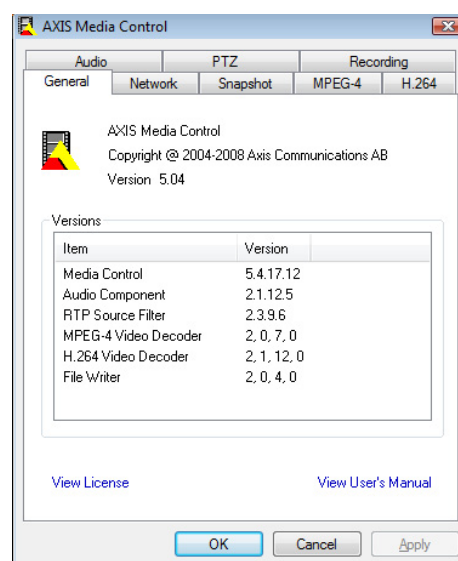 AXIS Media Control
Audio PTZ Recording
General Network Snapshot MPEG-4 H.264
AXIS Media Control
Copyright @ 2004-2008 Axis Communications AB
Version 5.04
Versions
Item Version
Media Control 5.4.17.12
Audio Component 2.1.12.5
RTP Source Filter 2.3.9.6
MPEG-4 Video Decoder 2, 0, 7, 0
H.264 Video Decoder 2, 1, 12, 0
File Writer 2, 0, 4, 0
View License View User's Manual
OK Cancel Apply